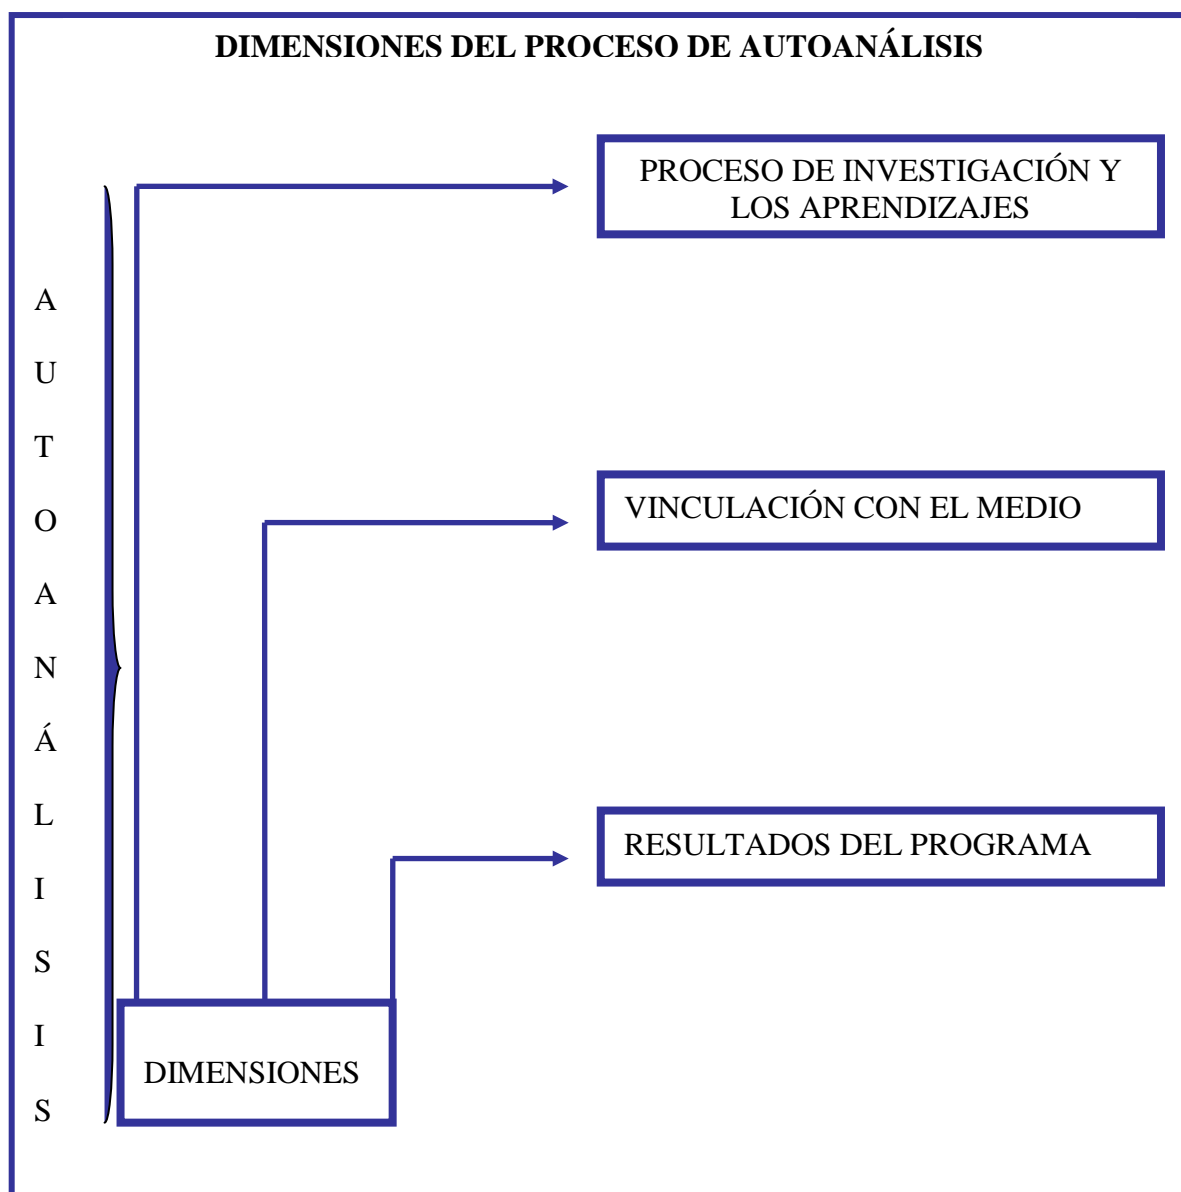 DIMENSIONES DEL PROCESO DE AUTOANÁLISIS
PROCESO DE INVESTIGACIÓN Y
LOS APRENDIZAJES
A
U
T
O
A
N
Á
L
I
S
I
S
VINCULACIÓN CON EL MEDIO
RESULTADOS DEL PROGRAMA
DIMENSIONES